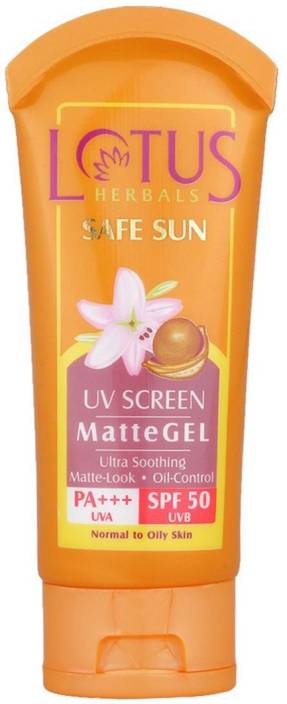 LOTUS
HERBALS
SAFE SUN
UV SCREEN
MatteGEL
Ultra Soothing
Matte-Look • Oil-Control
PA+++ SPF 50
UVA UVB
Normal to Oily Skin